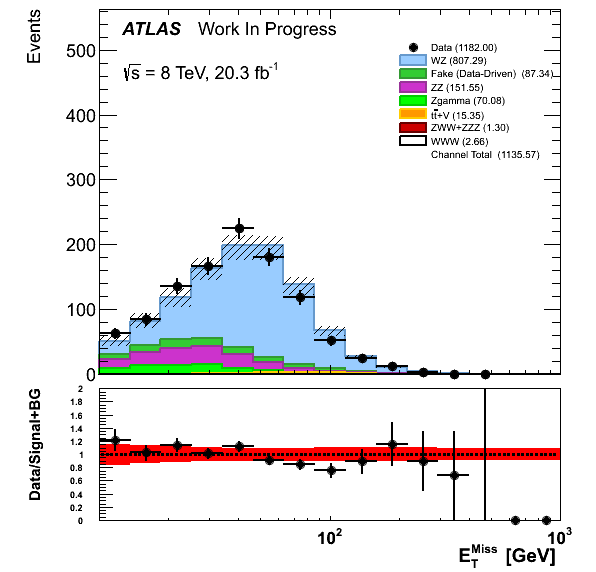 Events
ATLAS Work In Progress
√s = 8 TeV, 20.3 fb⁻¹
Data (1182.00)
WZ (807.29)
Fake (Data-Driven) (87.34)
ZZ (151.55)
Zgamma (70.08)
tt̄+V (15.35)
ZWW+ZZZ (1.30)
WWW (2.66)
Channel Total (1135.57)
500
400
300
200
100
0
Data/Signal+BG
2
1.8
1.6
1.4
1.2
1
0.8
0.6
0.4
0.2
0
10²
10³
E_T^Miss [GeV]